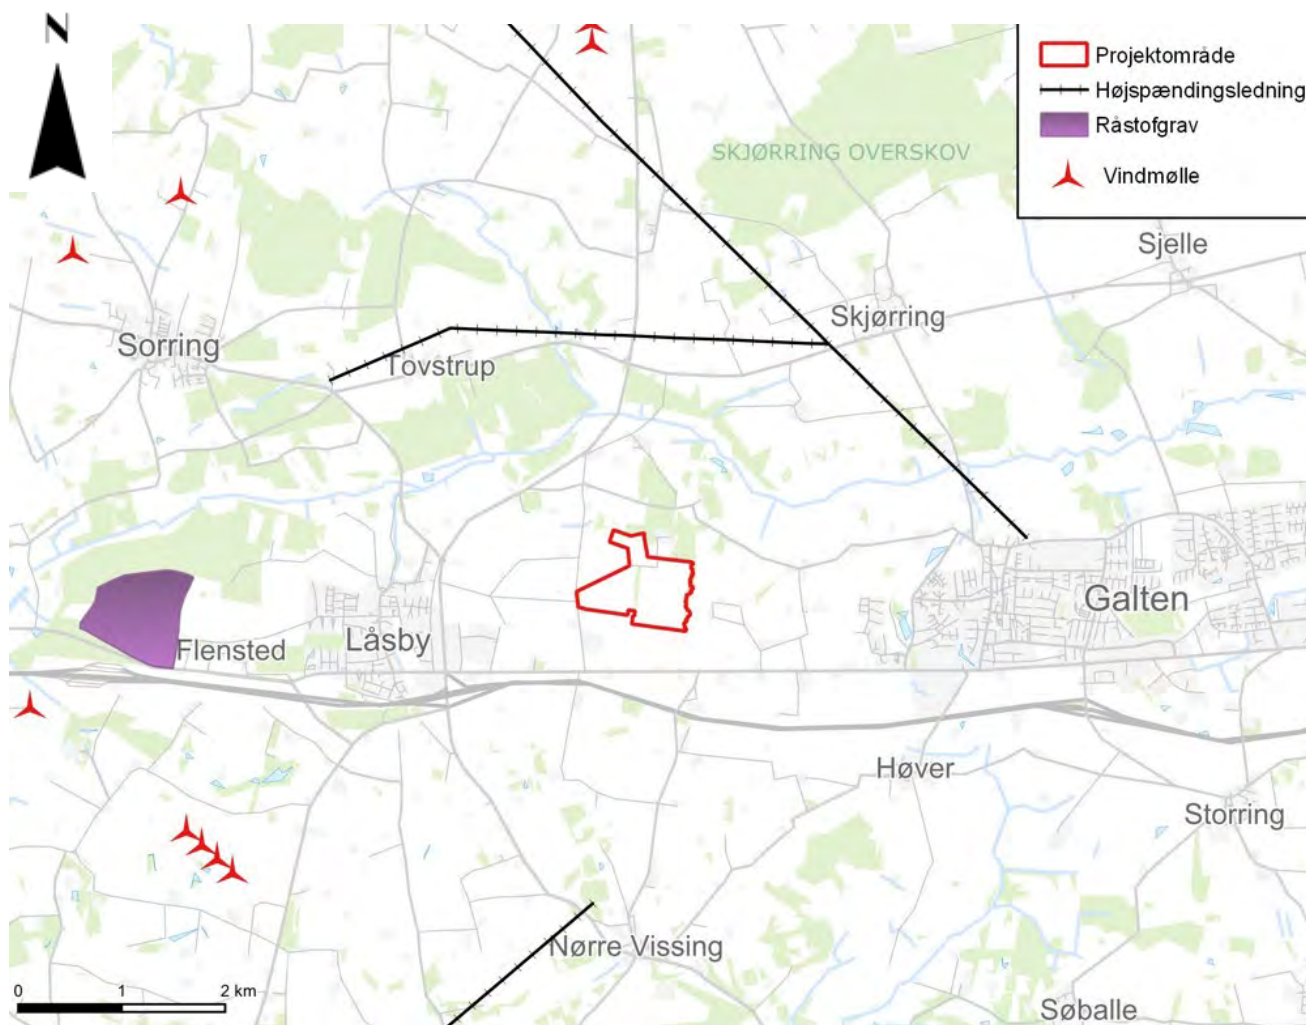 N
Projektområde
Højspændingsledning
Råstofgrav
Vindmølle
SKJØRRING OVERSKOV
Sjelle
Skjørring
Sorring
Tovstrup
Galten
Låsby
Flensted
Høver
Storring
Nørre Vissing
0 1 2 km
Søballe